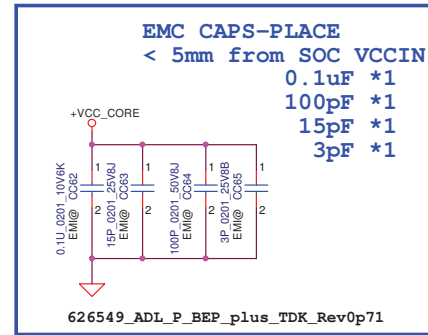 EMC CAPS-PLACE
< 5mm from SOC VCCIN
0.1uF *1
100pF *1
15pF *1
3pF *1
+VCC_CORE
0.1U_0201_10V6K
EMI@ CC62
1
2
15P_0201_25V8J
EMI@ CC63
1
2
100P_0201_50V8J
EMI@ CC64
1
2
3P_0201_25V8B
EMI@ CC65
1
2
626549_ADL_P_BEP_plus_TDK_Rev0p71